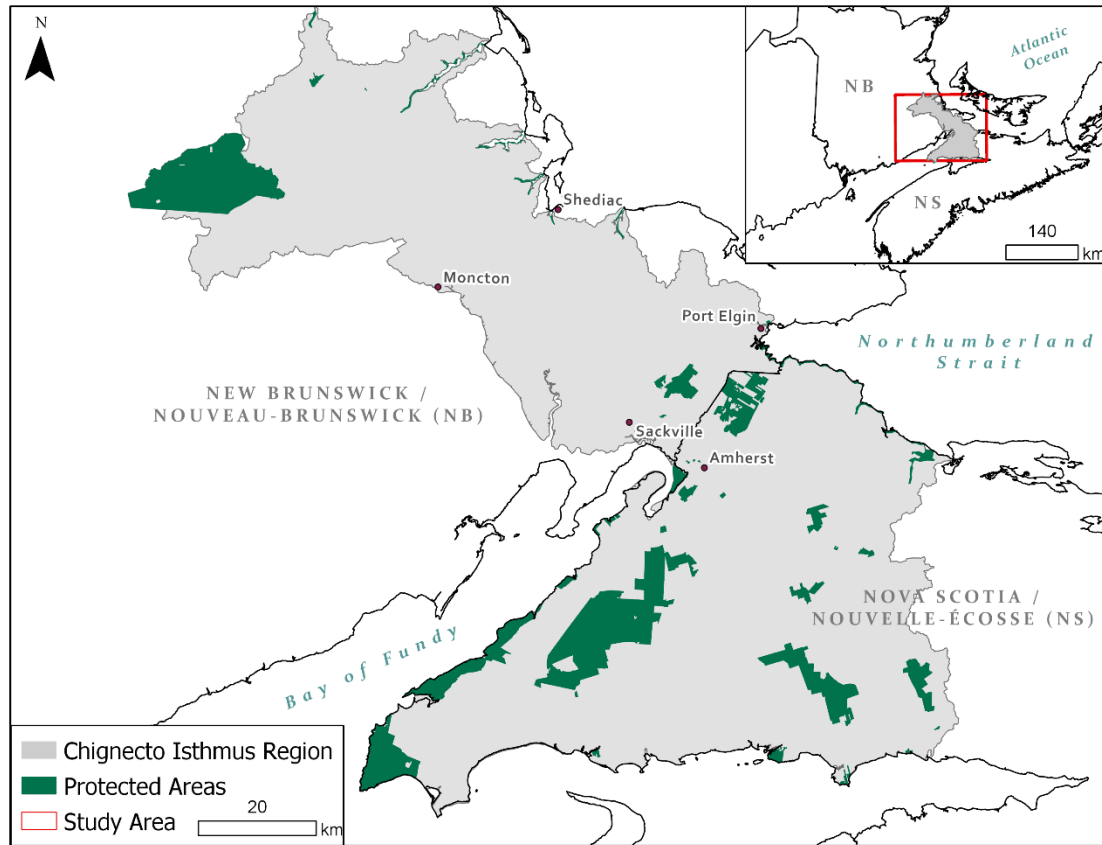 N
Atlantic
Ocean
NB
NS
140
km
Shediac
Moncton
Port Elgin
Northumberland
Strait
NEW BRUNSWICK /
NOUVEAU-BRUNSWICK (NB)
Sackville
Amherst
NOVA SCOTIA /
NOUVELLE-ÉCOSSE (NS)
Bay of Fundy
Chignecto Isthmus Region
Protected Areas
Study Area
20
km